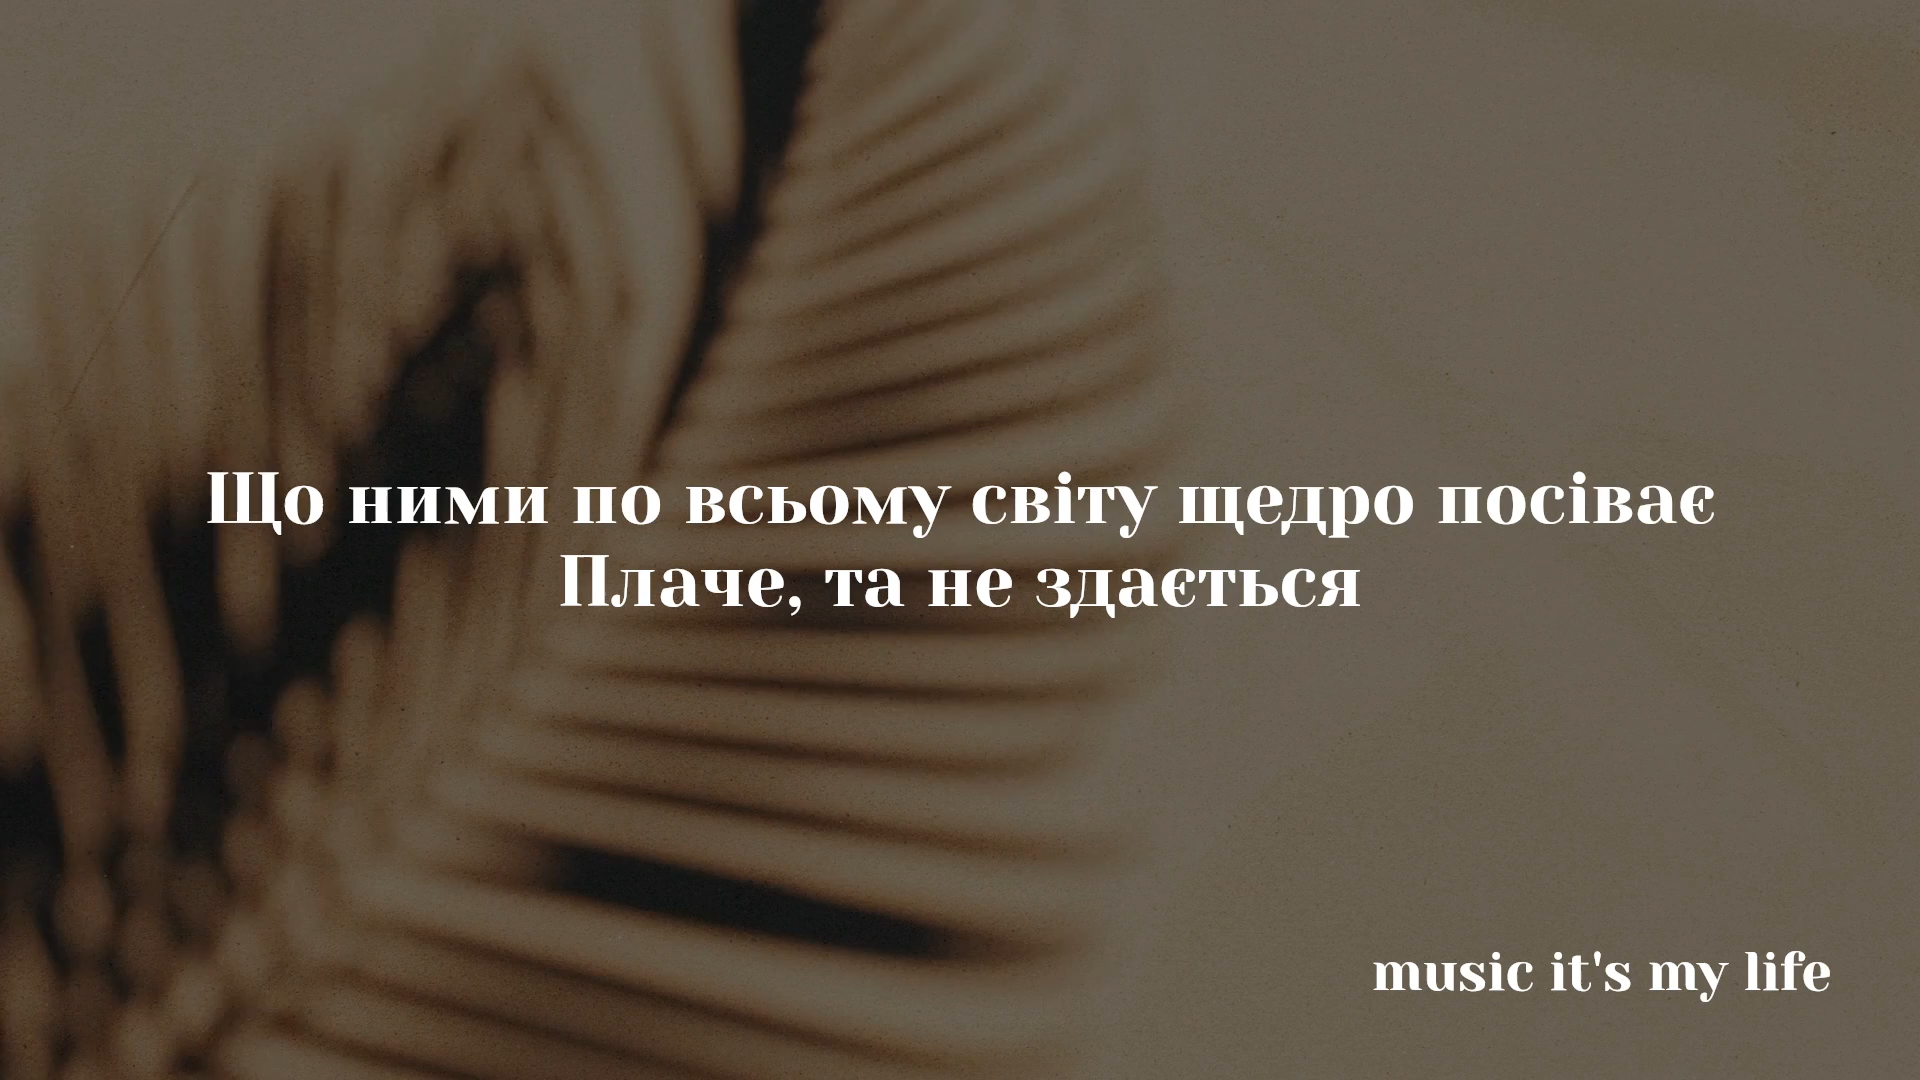 Що ними по всьому світу щедро посіває
Плаче, та не здається
music it's my life